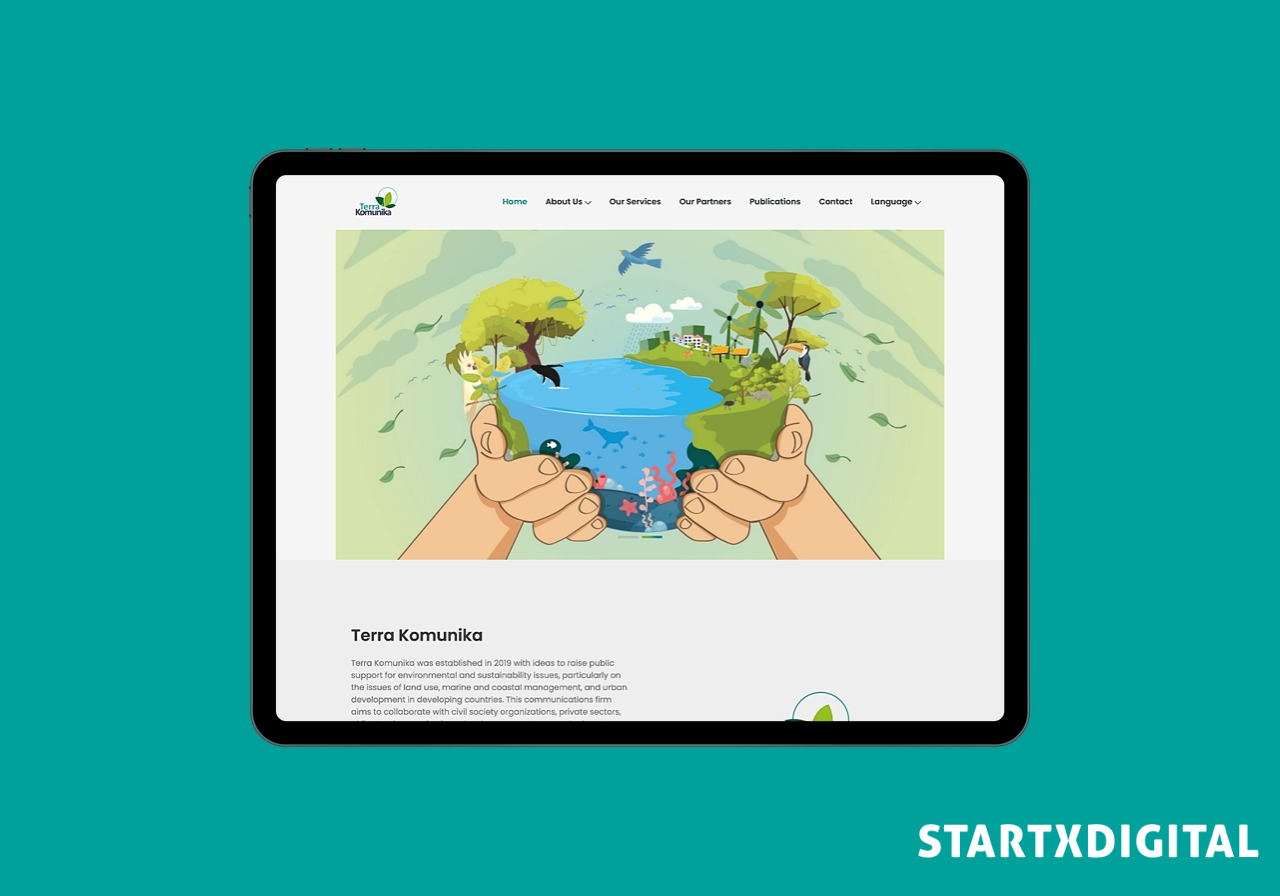 Terra
Komunika
Home About Us Our Services Our Partners Publications Contact Language
Terra Komunika
Terra Komunika was established in 2019 with ideas to raise public
support for environmental and sustainability issues, particularly on
the issues of land use, marine and coastal management, and urban
development in developing countries. This communications firm
aims to collaborate with civil society organizations, private sectors,
STARTXDIGITAL